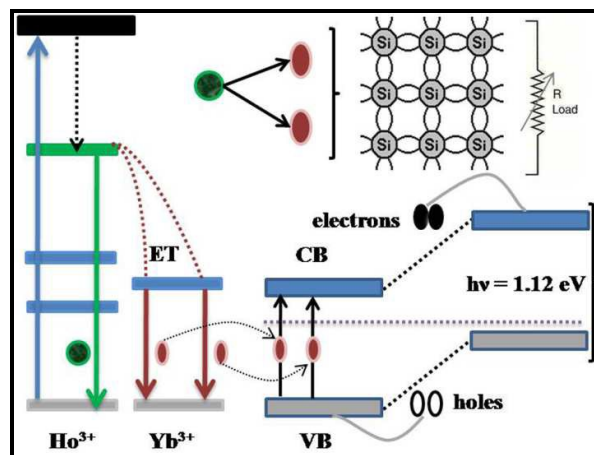 Si Si Si
Si Si Si
Si Si Si
R
Load
electrons
ET
CB
hν = 1.12 eV
holes
Ho³⁺
Yb³⁺
VB